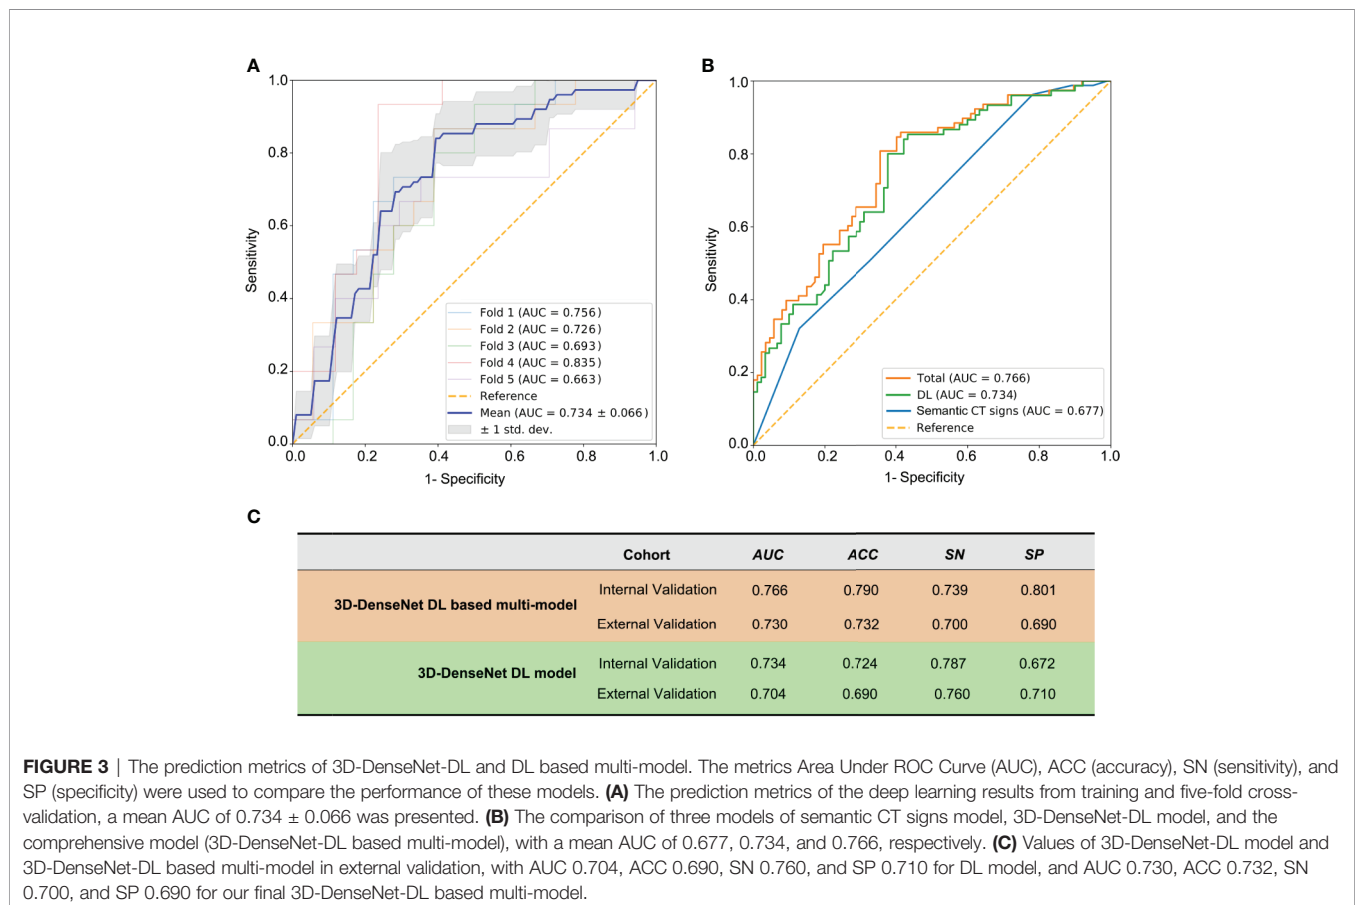 A
1.0
0.8
0.6
0.4
0.2
0.0
Sensitivity
0.0 0.2 0.4 0.6 0.8 1.0
1- Specificity
Fold 1 (AUC = 0.756)
Fold 2 (AUC = 0.726)
Fold 3 (AUC = 0.693)
Fold 4 (AUC = 0.835)
Fold 5 (AUC = 0.663)
Reference
Mean (AUC = 0.734 ± 0.066)
± 1 std. dev.
B
1.0
0.8
0.6
0.4
0.2
0.0
Sensitivity
0.0 0.2 0.4 0.6 0.8 1.0
1- Specificity
Total (AUC = 0.766)
DL (AUC = 0.734)
Semantic CT signs (AUC = 0.677)
Reference
C
Cohort AUC ACC SN SP
3D-DenseNet DL based multi-model
Internal Validation 0.766 0.790 0.739 0.801
External Validation 0.730 0.732 0.700 0.690
3D-DenseNet DL model
Internal Validation 0.734 0.724 0.787 0.672
External Validation 0.704 0.690 0.760 0.710
FIGURE 3 | The prediction metrics of 3D-DenseNet-DL and DL based multi-model. The metrics Area Under ROC Curve (AUC), ACC (accuracy), SN (sensitivity), and
SP (specificity) were used to compare the performance of these models. (A) The prediction metrics of the deep learning results from training and five-fold cross-
validation, a mean AUC of 0.734 ± 0.066 was presented. (B) The comparison of three models of semantic CT signs model, 3D-DenseNet-DL model, and the
comprehensive model (3D-DenseNet-DL based multi-model), with a mean AUC of 0.677, 0.734, and 0.766, respectively. (C) Values of 3D-DenseNet-DL model and
3D-DenseNet-DL based multi-model in external validation, with AUC 0.704, ACC 0.690, SN 0.760, and SP 0.710 for DL model, and AUC 0.730, ACC 0.732, SN
0.700, and SP 0.690 for our final 3D-DenseNet-DL based multi-model.